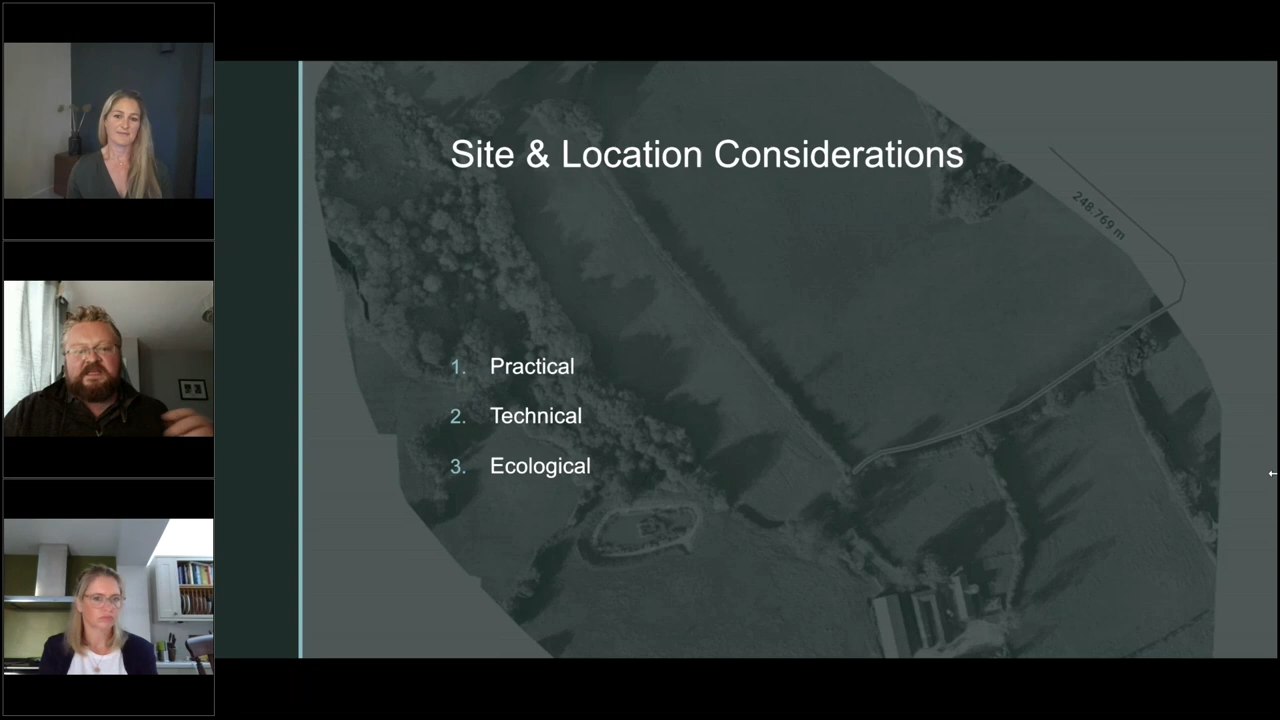 Site & Location Considerations
248.769 m
1. Practical
2. Technical
3. Ecological